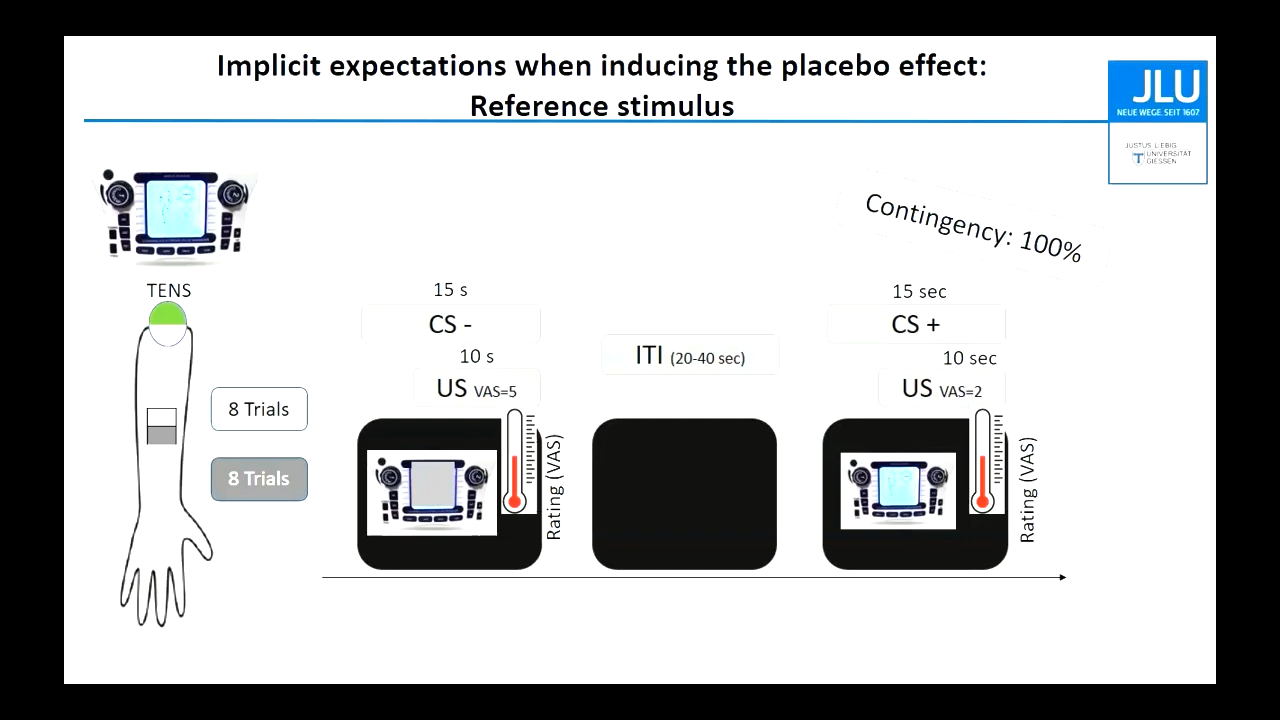 Implicit expectations when inducing the placebo effect:
Reference stimulus
JLU
NEUE WEGE. SEIT 1607
JUSTUS LIEBIG
UNIVERSITÄT
GIESSEN
Contingency: 100%
TENS
8 Trials
8 Trials
15 s
CS -
10 s
US VAS=5
Rating (VAS)
ITI (20-40 sec)
15 sec
CS +
10 sec
US VAS=2
Rating (VAS)